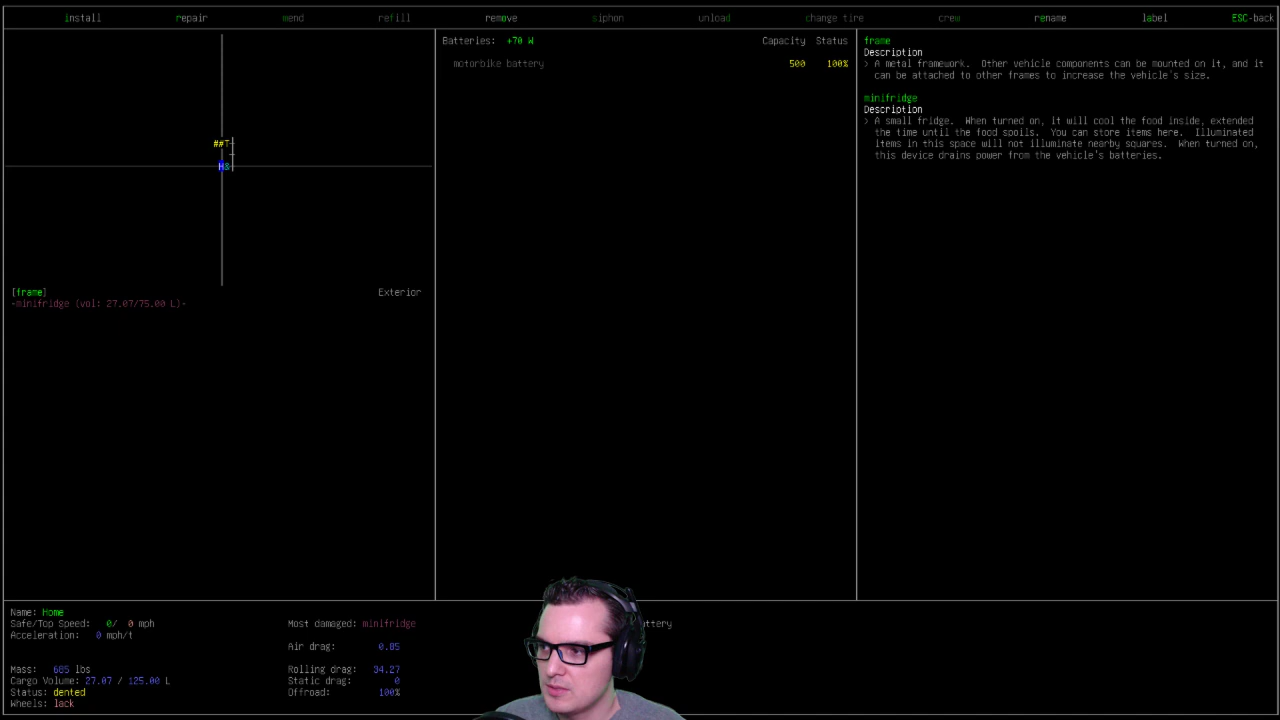 install repair mend refill remove siphon unload change tire crew rename label ESC-back
##T
H&
[frame] Exterior
-minifridge (vol: 27.07/75.00 L)-
Batteries: +70 W Capacity Status
motorbike battery 500 100%
frame
Description
> A metal framework. Other vehicle components can be mounted on it, and it
can be attached to other frames to increase the vehicle's size.
minifridge
Description
> A small fridge. When turned on, it will cool the food inside, extended
the time until the food spoils. You can store items here. Illuminated
items in this space will not illuminate nearby squares. When turned on,
this device drains power from the vehicle's batteries.
Name: Home
Safe/Top Speed: 0/ 0 mph
Acceleration: 0 mph/t
Mass: 685 lbs
Cargo Volume: 27.07 / 125.00 L
Status: dented
Wheels: lack
Most damaged: minifridge
Air drag: 0.85
Rolling drag: 34.27
Static drag: 0
Offroad: 100%
ttery